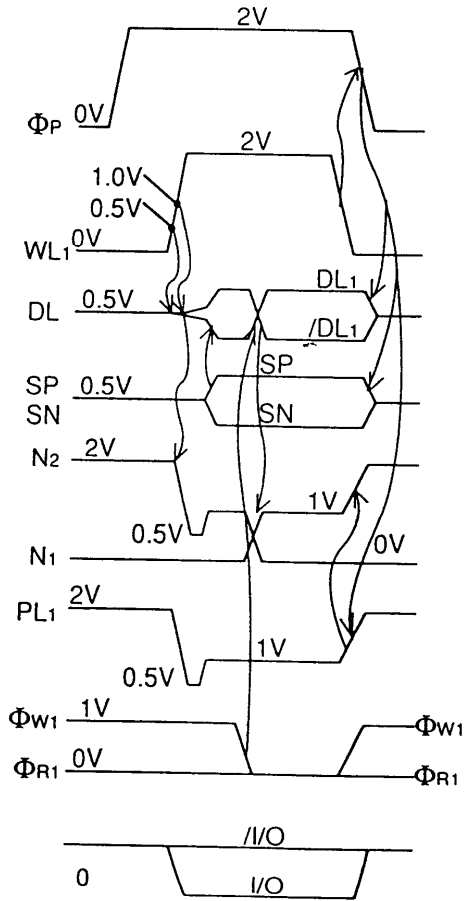 2V
ΦP 0V
2V
1.0V
0.5V
WL1 0V
DL 0.5V DL1
/DL1
SP 0.5V SP
SN SN
N2 2V
0.5V 1V
N1 0V
PL1 2V
0.5V 1V
ΦW1 1V ΦW1
ΦR1 0V ΦR1
/I/O
0 I/O